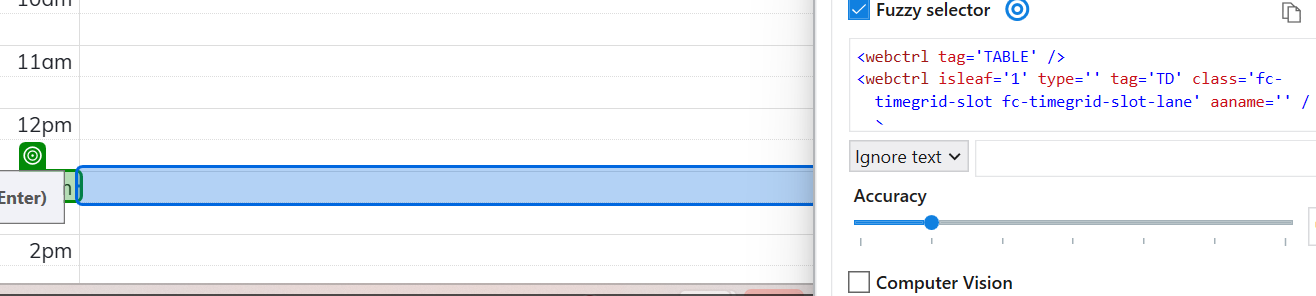 10am
11am
12pm
Enter)
2pm
Fuzzy selector
<webctrl tag='TABLE' />
<webctrl isleaf='1' type='' tag='TD' class='fc-
timegrid-slot fc-timegrid-slot-lane' aaname='' /
Ignore text
Accuracy
Computer Vision